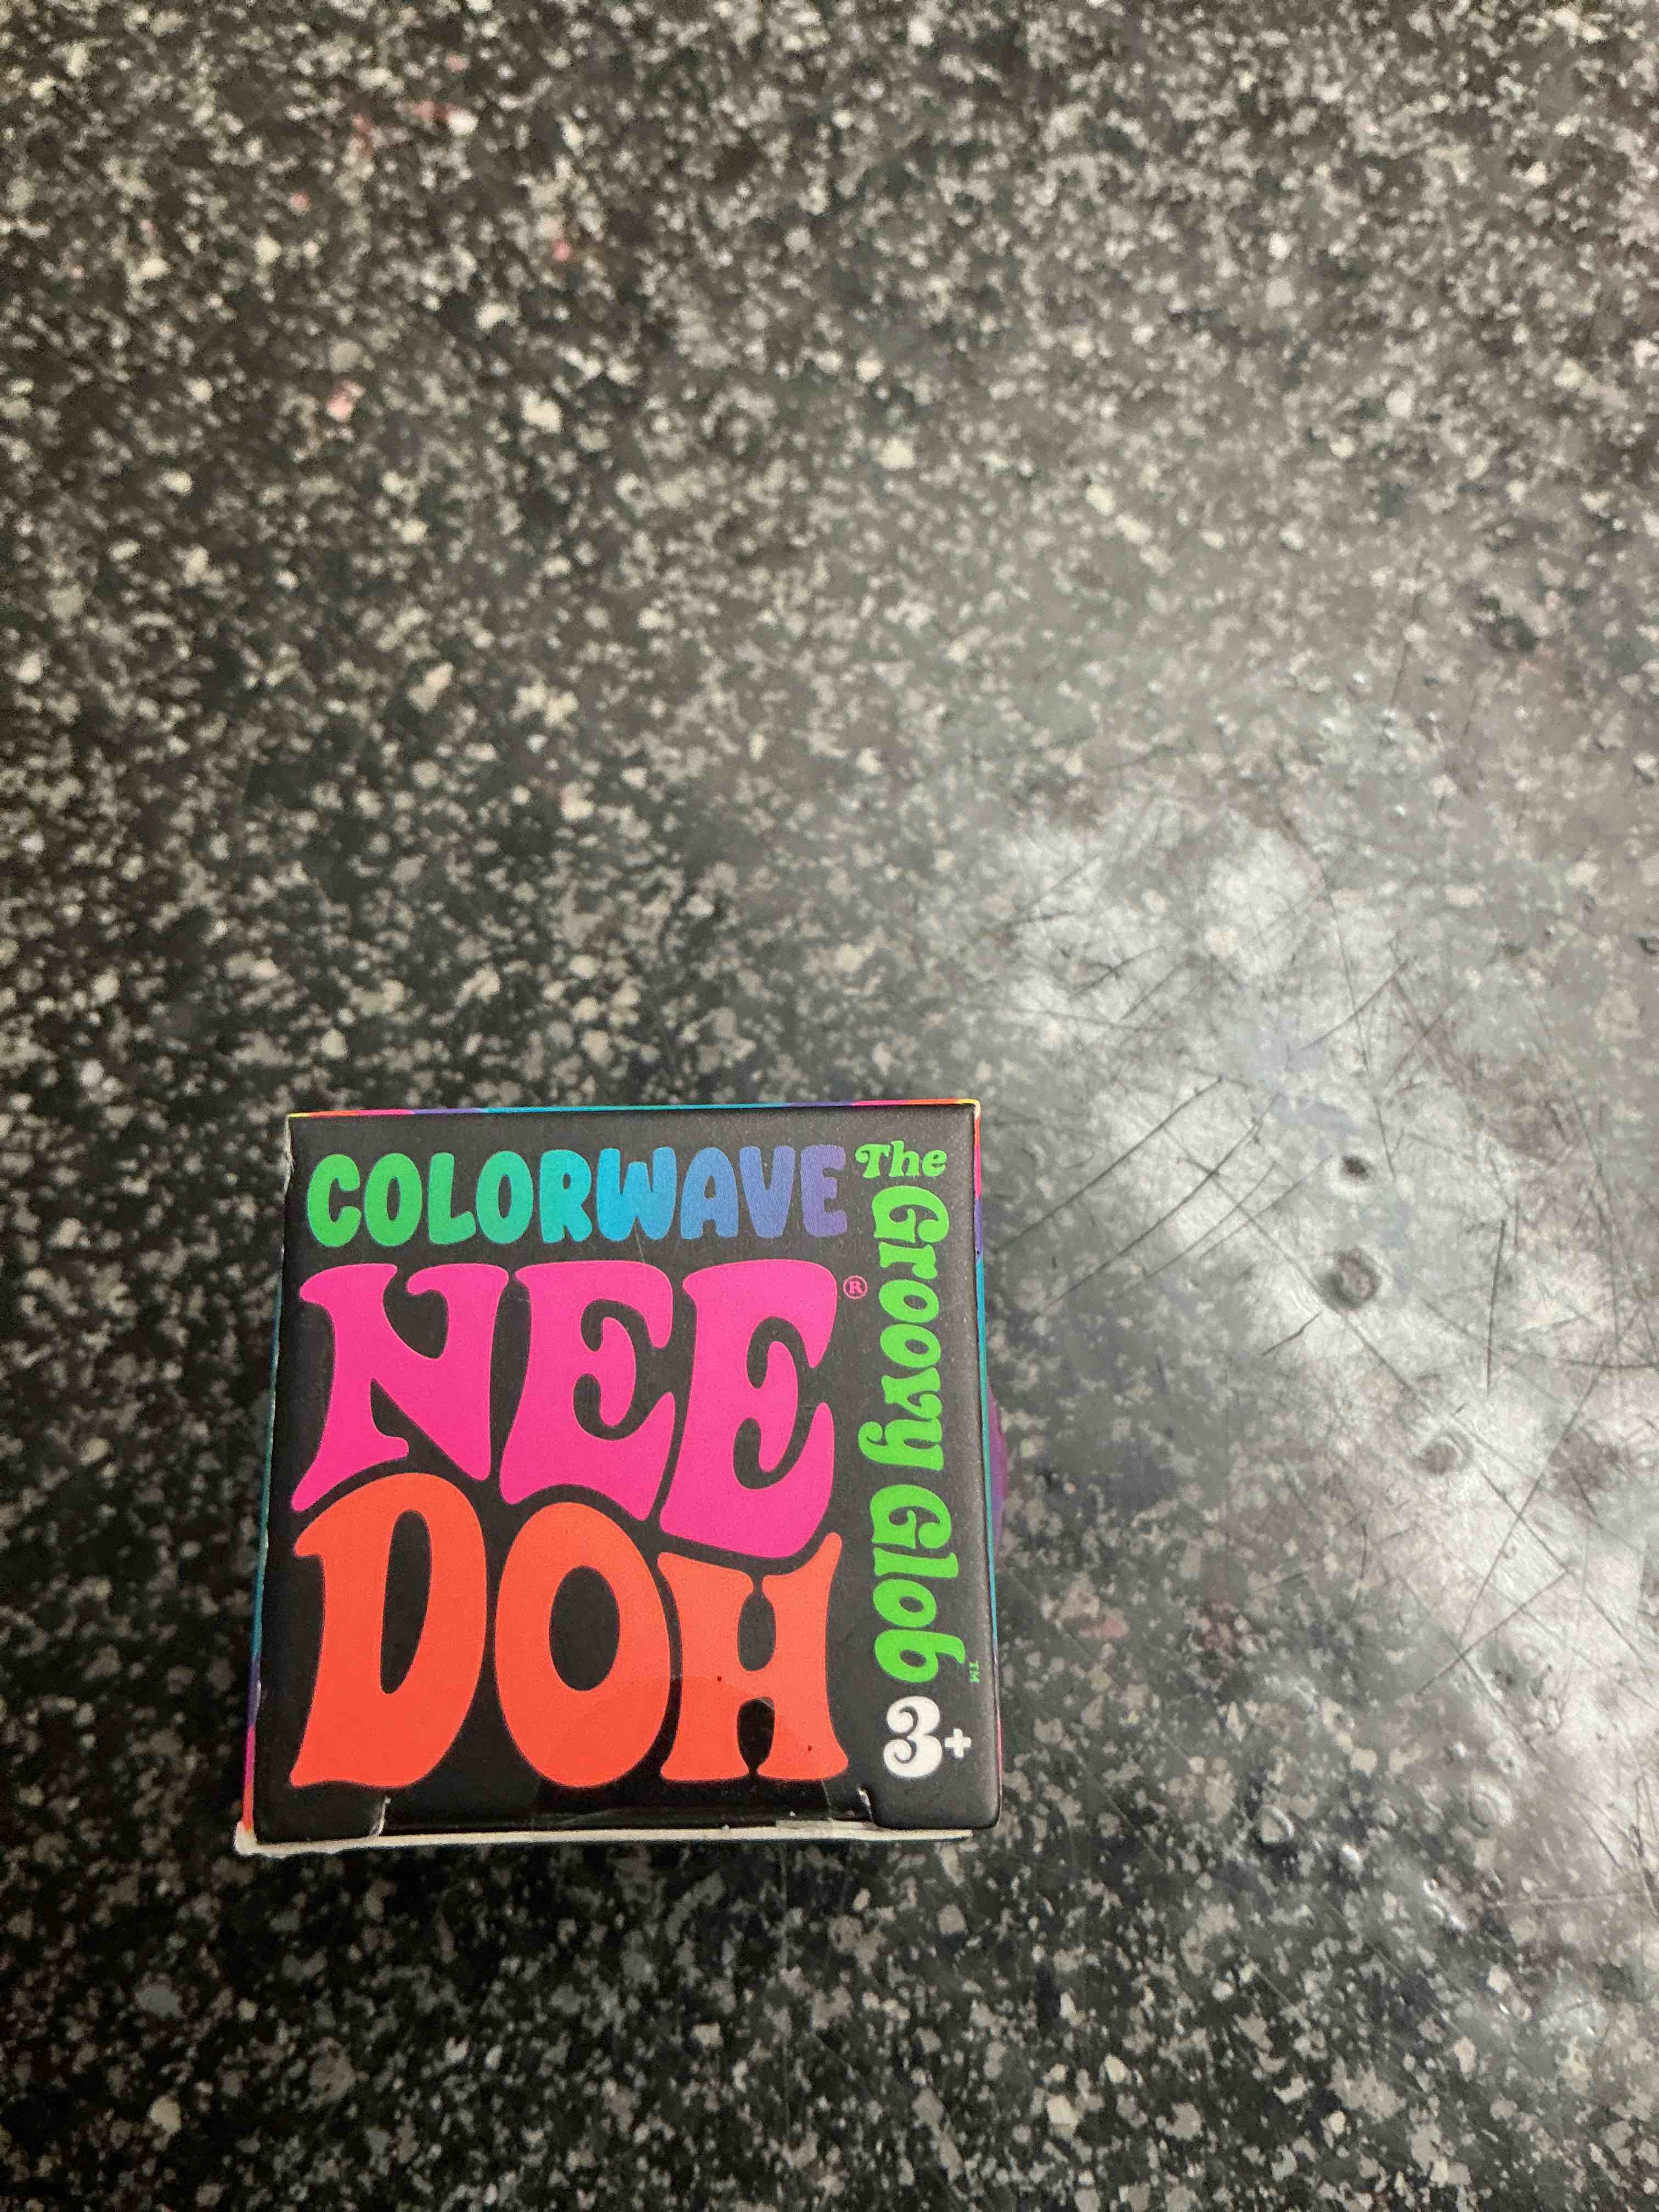 COLORWAVE
NEE®
DOH
The Groovy Glob™
3+